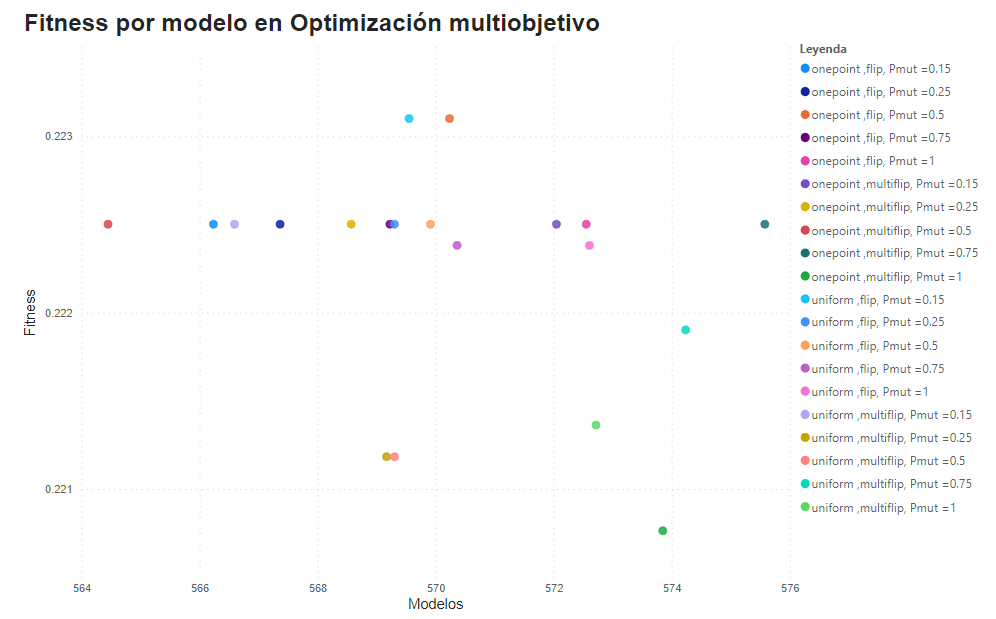 Fitness por modelo en Optimización multiobjetivo
Leyenda
onepoint ,flip, Pmut =0.15
onepoint ,flip, Pmut =0.25
onepoint ,flip, Pmut =0.5
onepoint ,flip, Pmut =0.75
onepoint ,flip, Pmut =1
onepoint ,multiflip, Pmut =0.15
onepoint ,multiflip, Pmut =0.25
onepoint ,multiflip, Pmut =0.5
onepoint ,multiflip, Pmut =0.75
onepoint ,multiflip, Pmut =1
uniform ,flip, Pmut =0.15
uniform ,flip, Pmut =0.25
uniform ,flip, Pmut =0.5
uniform ,flip, Pmut =0.75
uniform ,flip, Pmut =1
uniform ,multiflip, Pmut =0.15
uniform ,multiflip, Pmut =0.25
uniform ,multiflip, Pmut =0.5
uniform ,multiflip, Pmut =0.75
uniform ,multiflip, Pmut =1
Fitness
0.223
0.222
0.221
564 566 568 570 572 574 576
Modelos